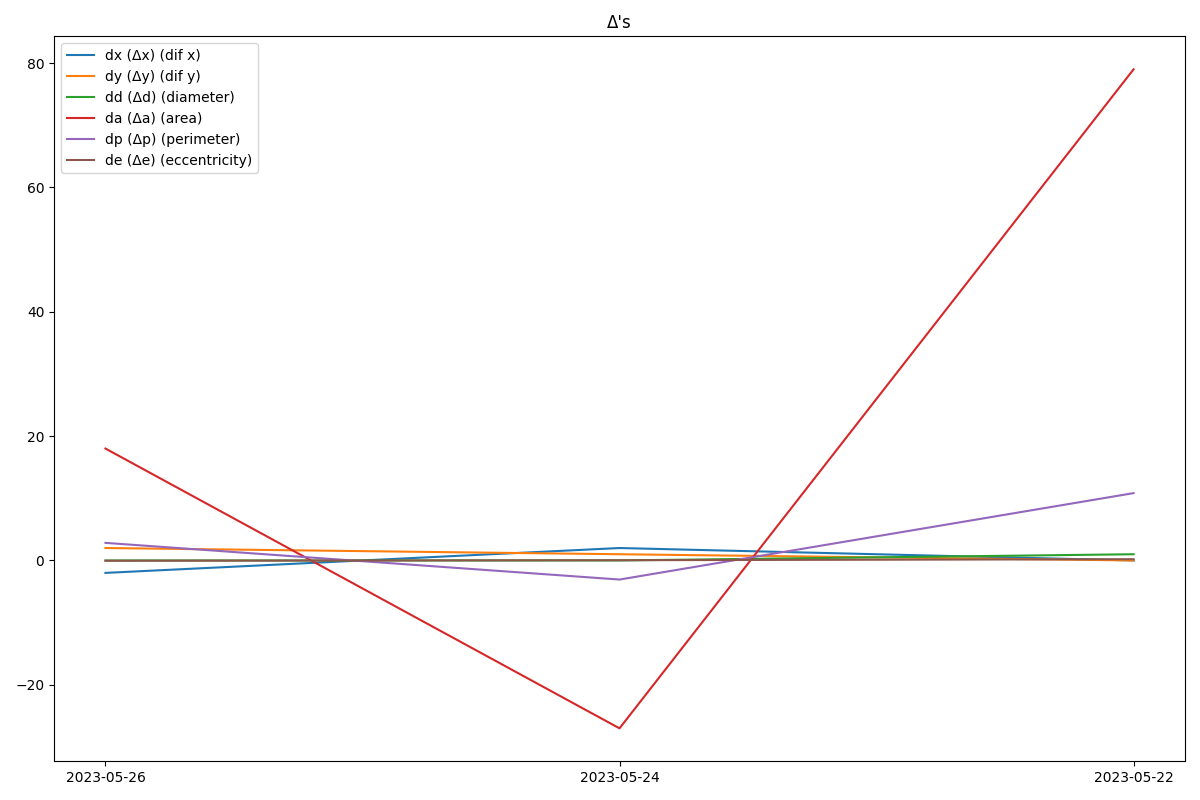 Δ's
dx (Δx) (dif x)
dy (Δy) (dif y)
dd (Δd) (diameter)
da (Δa) (area)
dp (Δp) (perimeter)
de (Δe) (eccentricity)
80
60
40
20
0
−20
2023-05-26
2023-05-24
2023-05-22